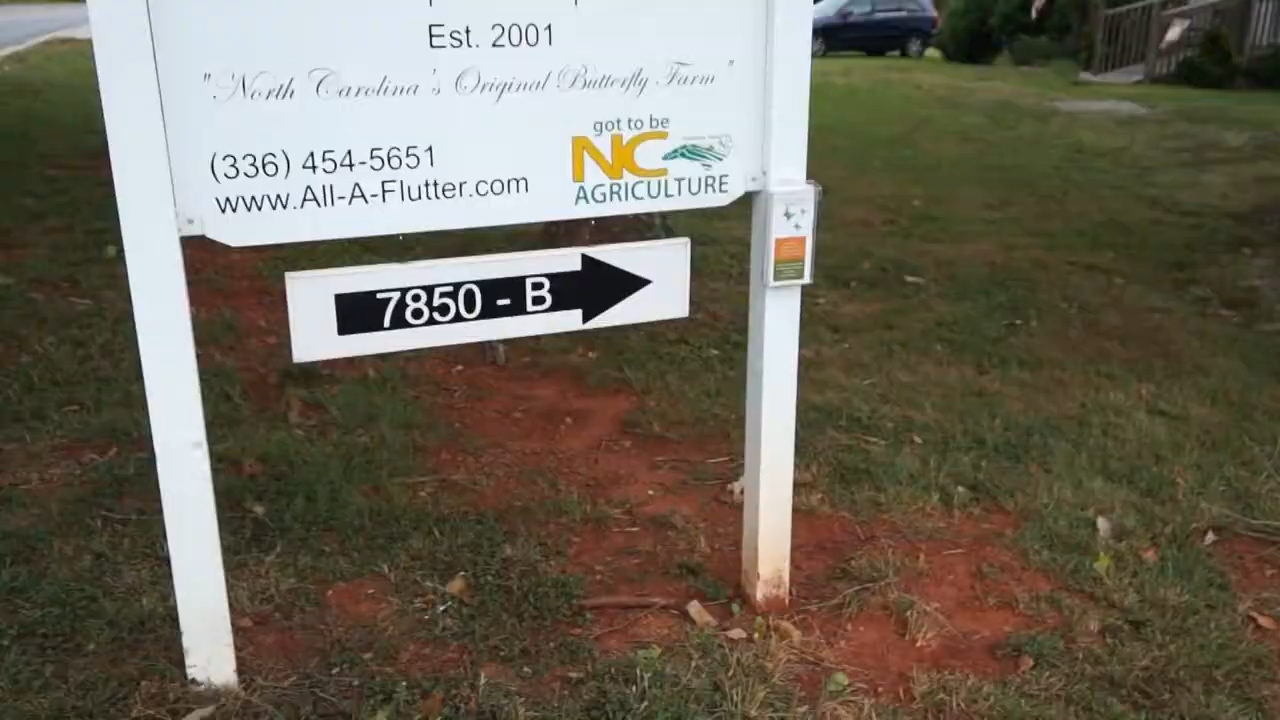 Est. 2001
"North Carolina's Original Butterfly Farm"
(336) 454-5651
www.All-A-Flutter.com
got to be
NC
AGRICULTURE
7850 - B